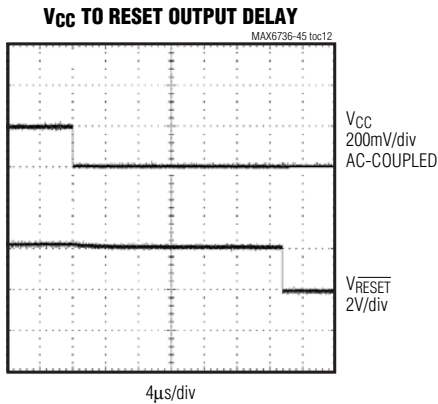 VCC TO RESET OUTPUT DELAY
MAX6736-45 toc12
VCC
200mV/div
AC-COUPLED
VRESET
2V/div
4μs/div